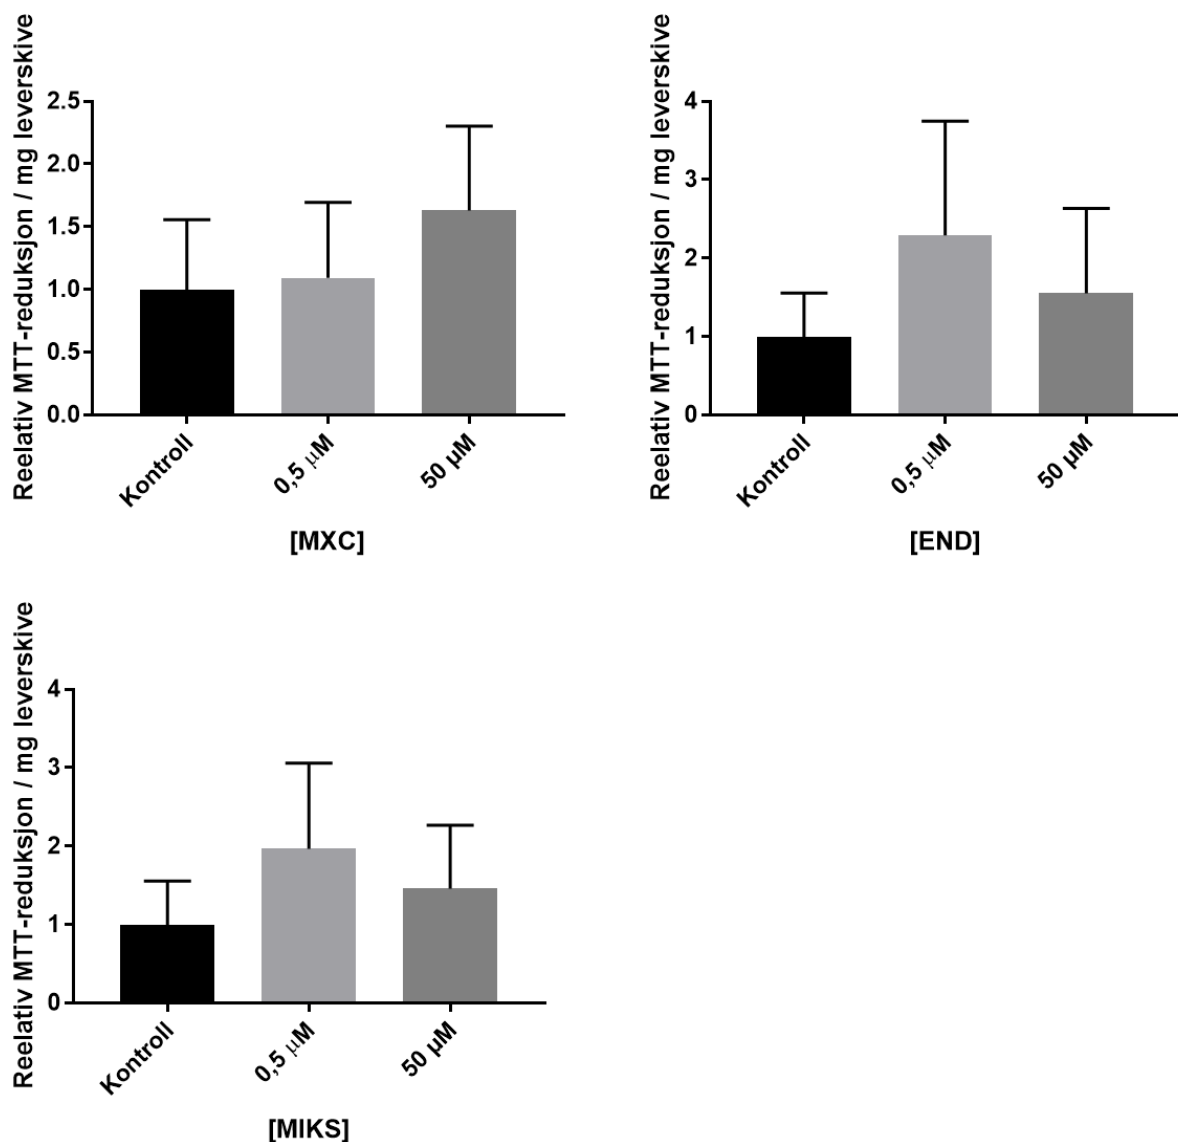 Reelativ MTT-reduksjon / mg leverskive
2.5
2.0
1.5
1.0
0.5
0.0
Kontroll
0,5 μM
50 μM
[MXC]
Reelativ MTT-reduksjon / mg leverskive
4
3
2
1
0
Kontroll
0,5 μM
50 μM
[END]
Reelativ MTT-reduksjon / mg leverskive
4
3
2
1
0
Kontroll
0,5 μM
50 μM
[MIKS]